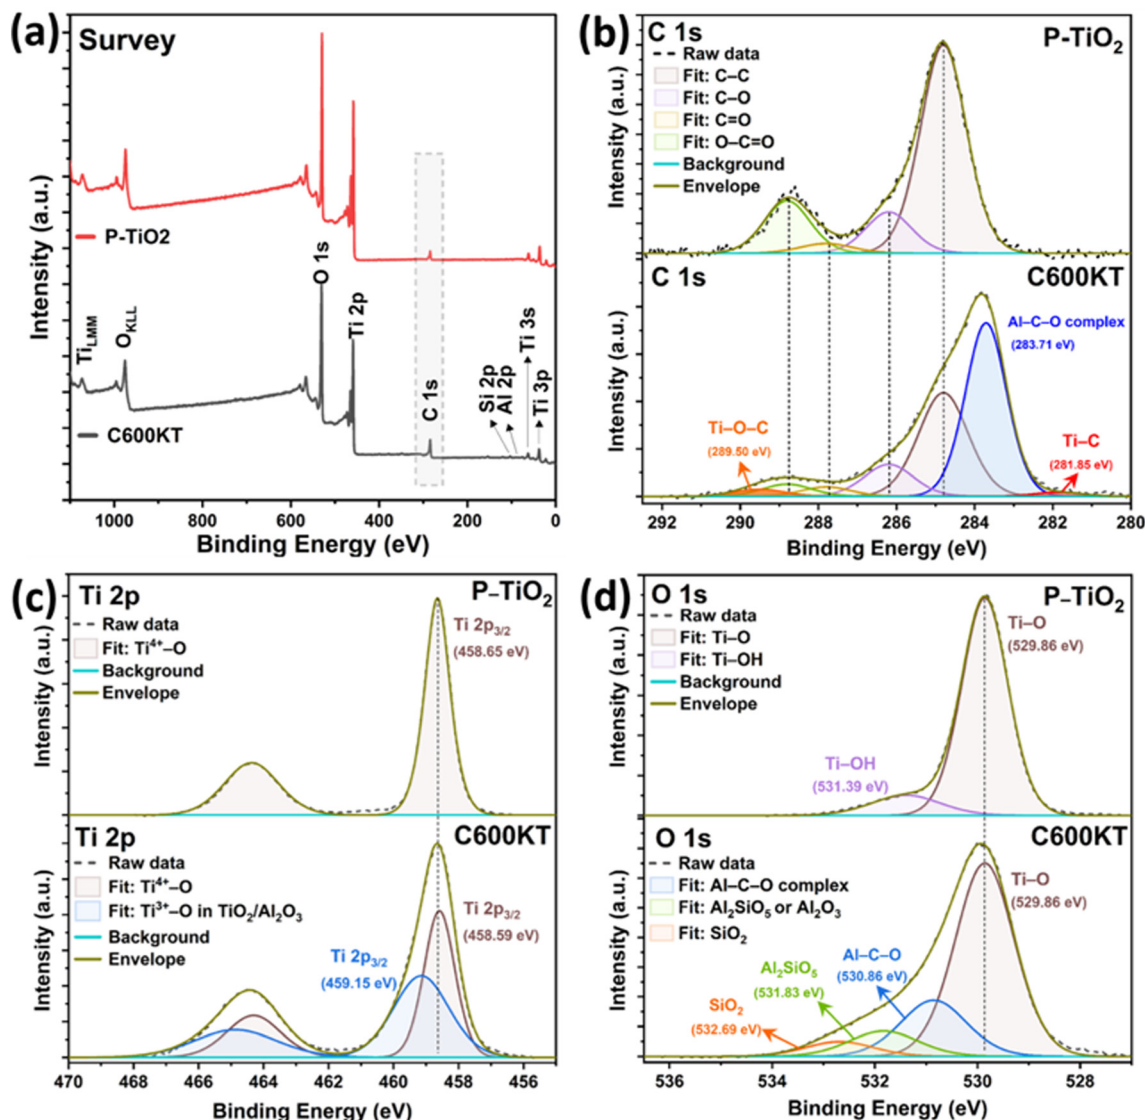 (a)
Survey
Intensity (a.u.)
Ti LMM
O KLL
P-TiO2
C600KT
O 1s
Ti 2p
C 1s
Si 2p
Al 2p
Ti 3s
Ti 3p
1000 800 600 400 200 0
Binding Energy (eV)
(b)
C 1s
P-TiO₂
Raw data
Fit: C–C
Fit: C–O
Fit: C=O
Fit: O–C=O
Background
Envelope
Intensity (a.u.)
C 1s
C600KT
Al–C–O complex
(283.71 eV)
Ti–O–C
(289.50 eV)
Ti–C
(281.85 eV)
Intensity (a.u.)
292 290 288 286 284 282 280
Binding Energy (eV)
(c)
Ti 2p
P–TiO₂
Raw data
Fit: Ti⁴⁺–O
Background
Envelope
Ti 2p₃/₂
(458.65 eV)
Intensity (a.u.)
Ti 2p
C600KT
Raw data
Fit: Ti⁴⁺–O
Fit: Ti³⁺–O in TiO₂/Al₂O₃
Background
Envelope
Ti 2p₃/₂
(458.59 eV)
Ti 2p₃/₂
(459.15 eV)
Intensity (a.u.)
470 468 466 464 462 460 458 456
Binding Energy (eV)
(d)
O 1s
P–TiO₂
Raw data
Fit: Ti–O
Fit: Ti–OH
Background
Envelope
Ti–O
(529.86 eV)
Ti–OH
(531.39 eV)
Intensity (a.u.)
O 1s
C600KT
Raw data
Fit: Al–C–O complex
Fit: Al₂SiO₅ or Al₂O₃
Fit: SiO₂
Ti–O
(529.86 eV)
Al–C–O
(530.86 eV)
Al₂SiO₅
(531.83 eV)
SiO₂
(532.69 eV)
Intensity (a.u.)
536 534 532 530 528
Binding Energy (eV)